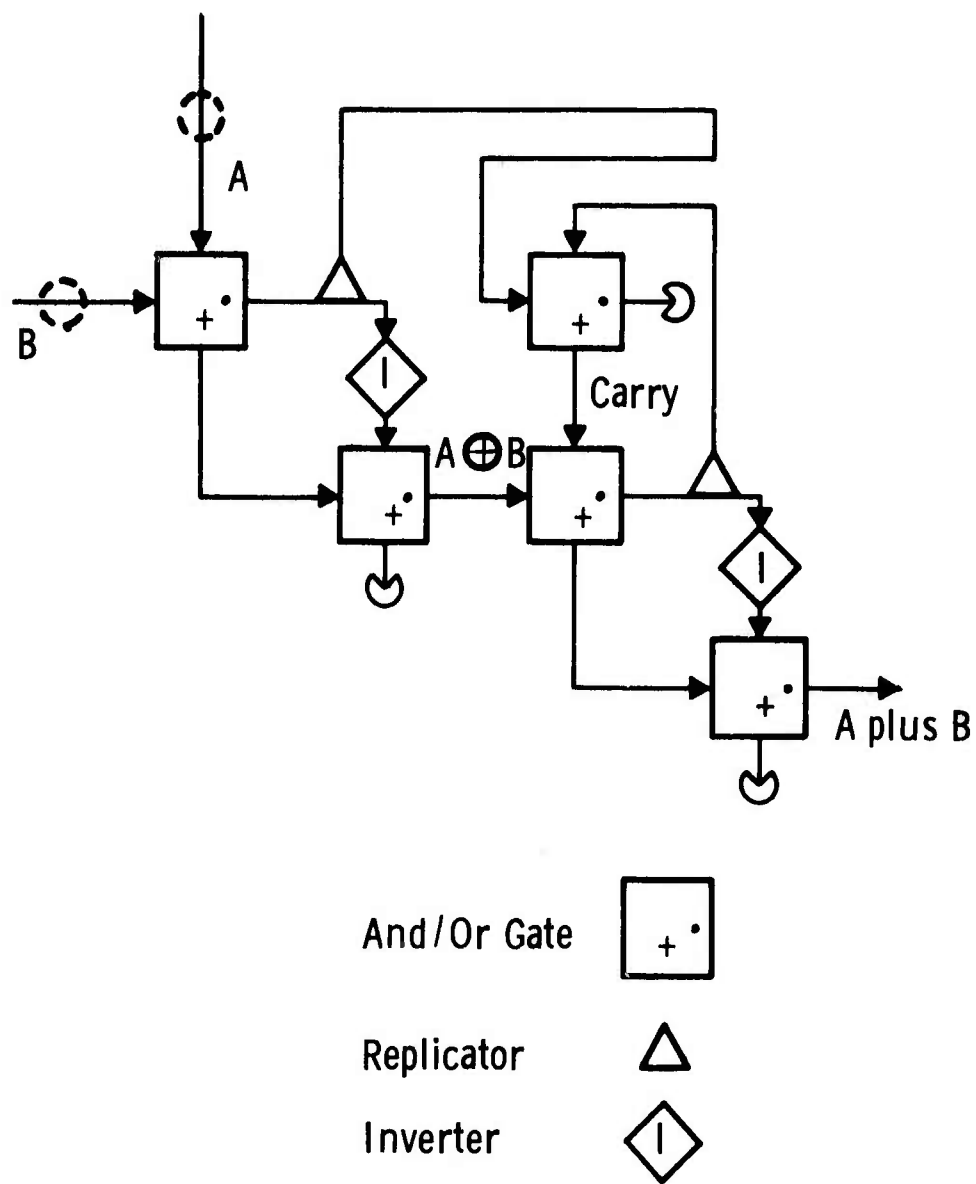 A
B
+ •
+ •
I
Carry
A ⊕ B
+ •
+ •
I
+ •
A plus B
And/Or Gate
+ •
Replicator
Inverter
I